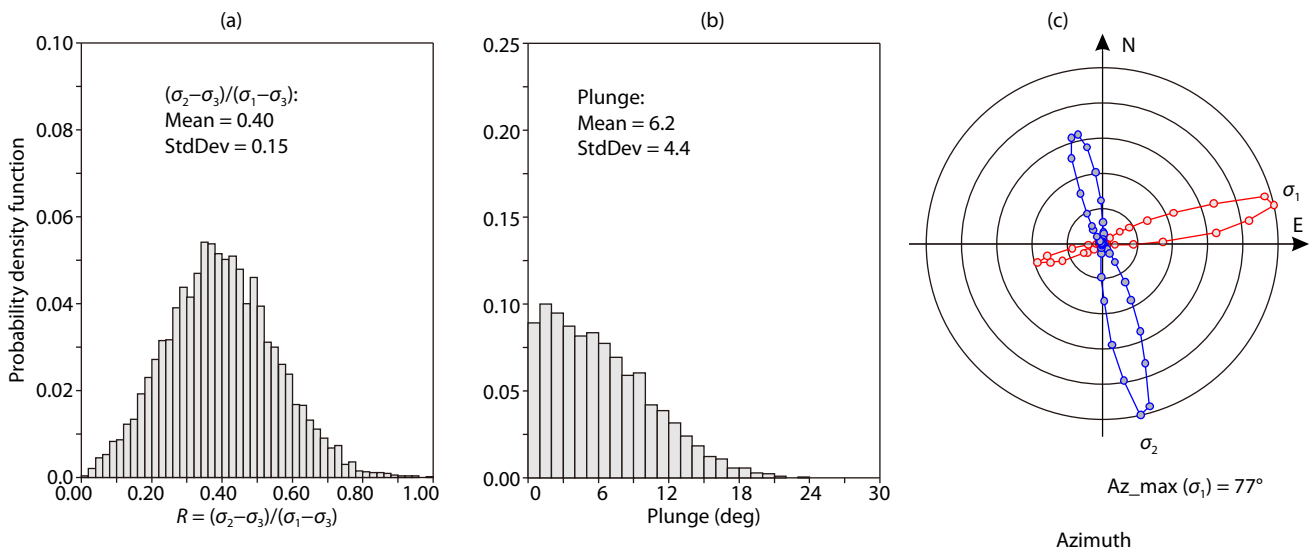 (a)
0.10
0.08
0.06
0.04
0.02
0.0
Probability density function
(σ2−σ3)/(σ1−σ3):
Mean = 0.40
StdDev = 0.15
0.00 0.20 0.40 0.60 0.80 1.00
R = (σ2−σ3)/(σ1−σ3)
(b)
0.25
0.20
0.15
0.10
0.05
0.00
Plunge:
Mean = 6.2
StdDev = 4.4
0 6 12 18 24 30
Plunge (deg)
(c)
N
σ1
E
σ2
Az_max (σ1) = 77°
Azimuth